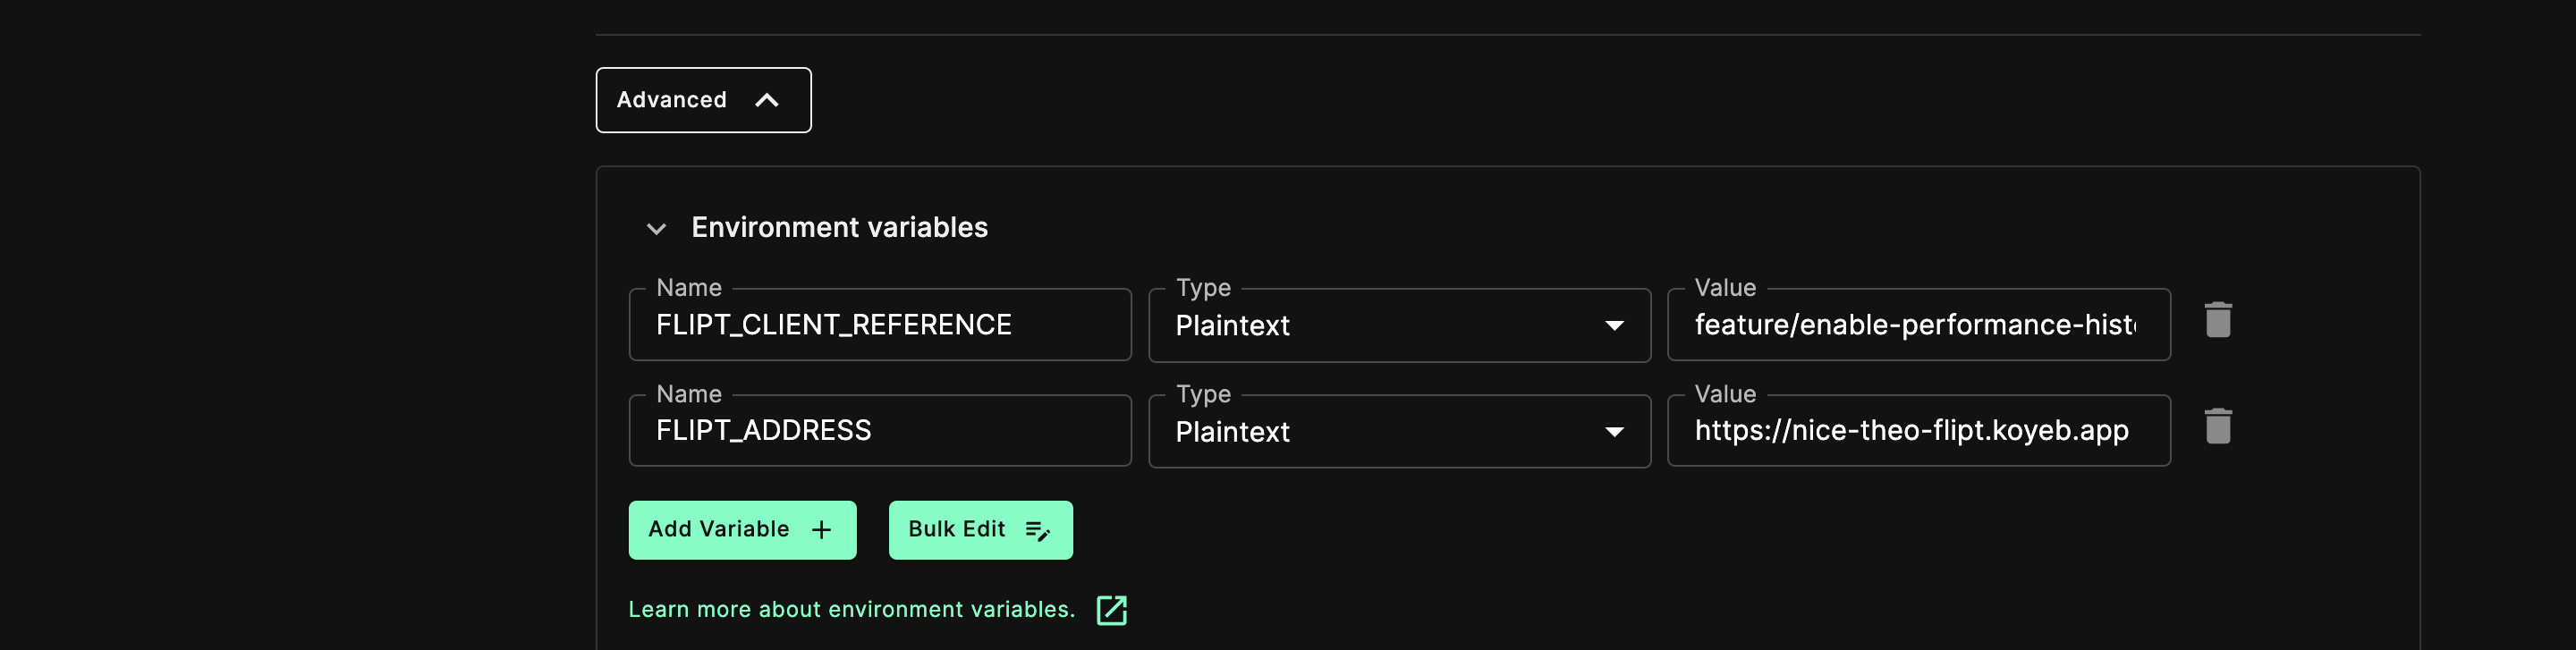 Advanced
Environment variables
Name Type Value
FLIPT_CLIENT_REFERENCE Plaintext feature/enable-performance-hist
Name Type Value
FLIPT_ADDRESS Plaintext https://nice-theo-flipt.koyeb.app
Add Variable + Bulk Edit
Learn more about environment variables.